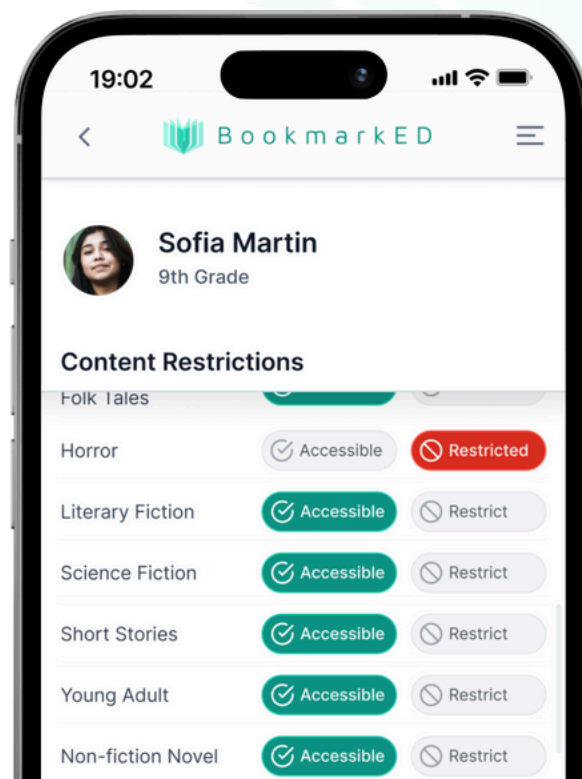 19:02
BookmarkED
Sofia Martin
9th Grade
Content Restrictions
Folk Tales
Horror Accessible Restricted
Literary Fiction Accessible Restrict
Science Fiction Accessible Restrict
Short Stories Accessible Restrict
Young Adult Accessible Restrict
Non-fiction Novel Accessible Restrict